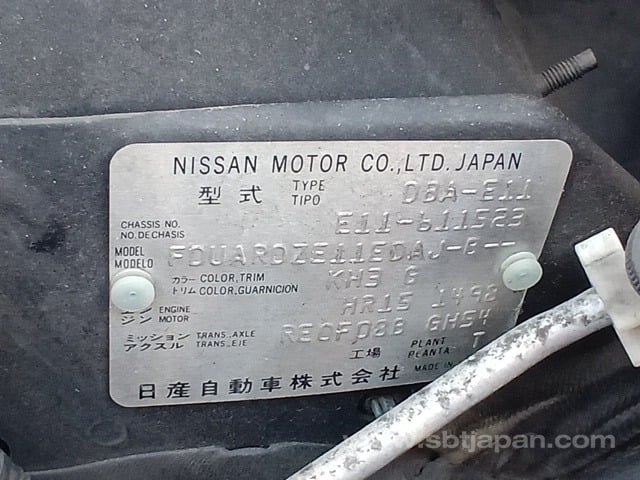 NISSAN MOTOR CO.,LTD. JAPAN
型式 TYPE TIPO DBA-E11
CHASSIS NO. NO. DE CHASIS E11-611523
MODEL MODELO FDUARDZE11EDAJ-G--
カラー COLOR,TRIM トリム COLOR, GUARNICION KH3 G
エンジン ENGINE MOTOR HR15 1498
ミッション アクスル TRANS.,AXLE TRANS.,EJE RE0F08B GH54
工場 PLANT PLANTA T
日産自動車株式会社 MADE IN
www.sbtjapan.com